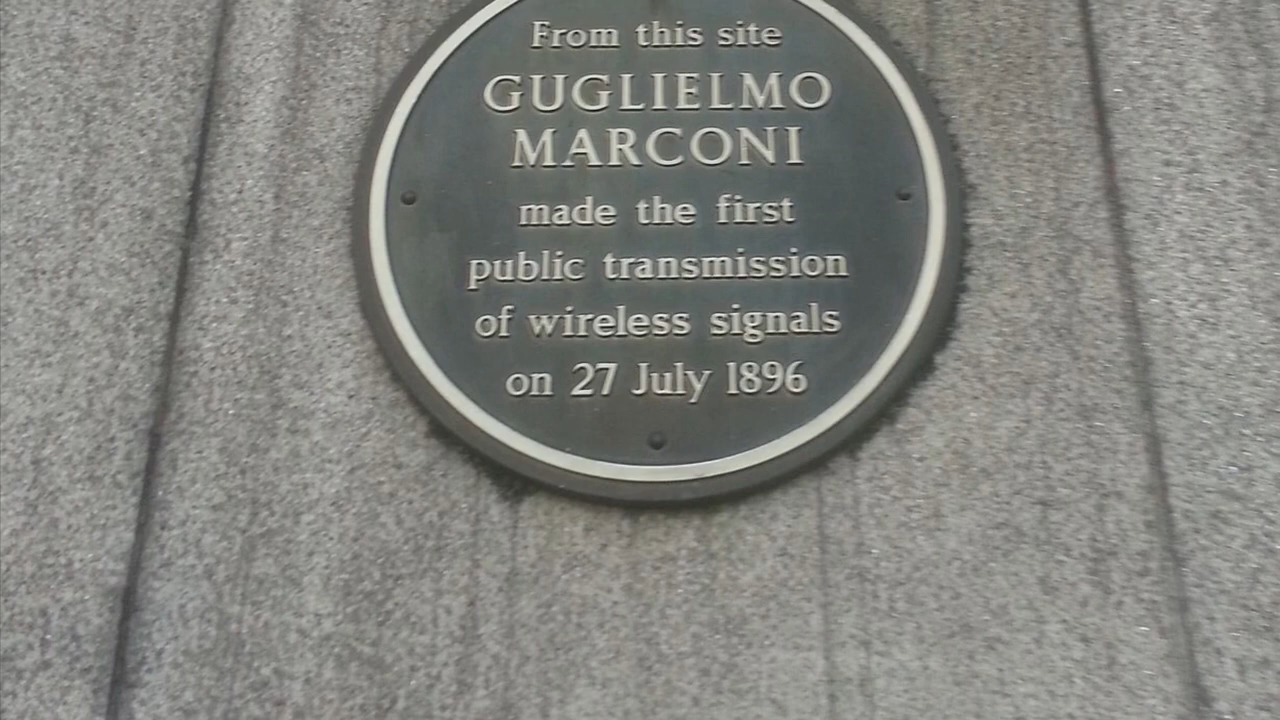 From this site
GUGLIELMO
MARCONI
made the first
public transmission
of wireless signals
on 27 July 1896